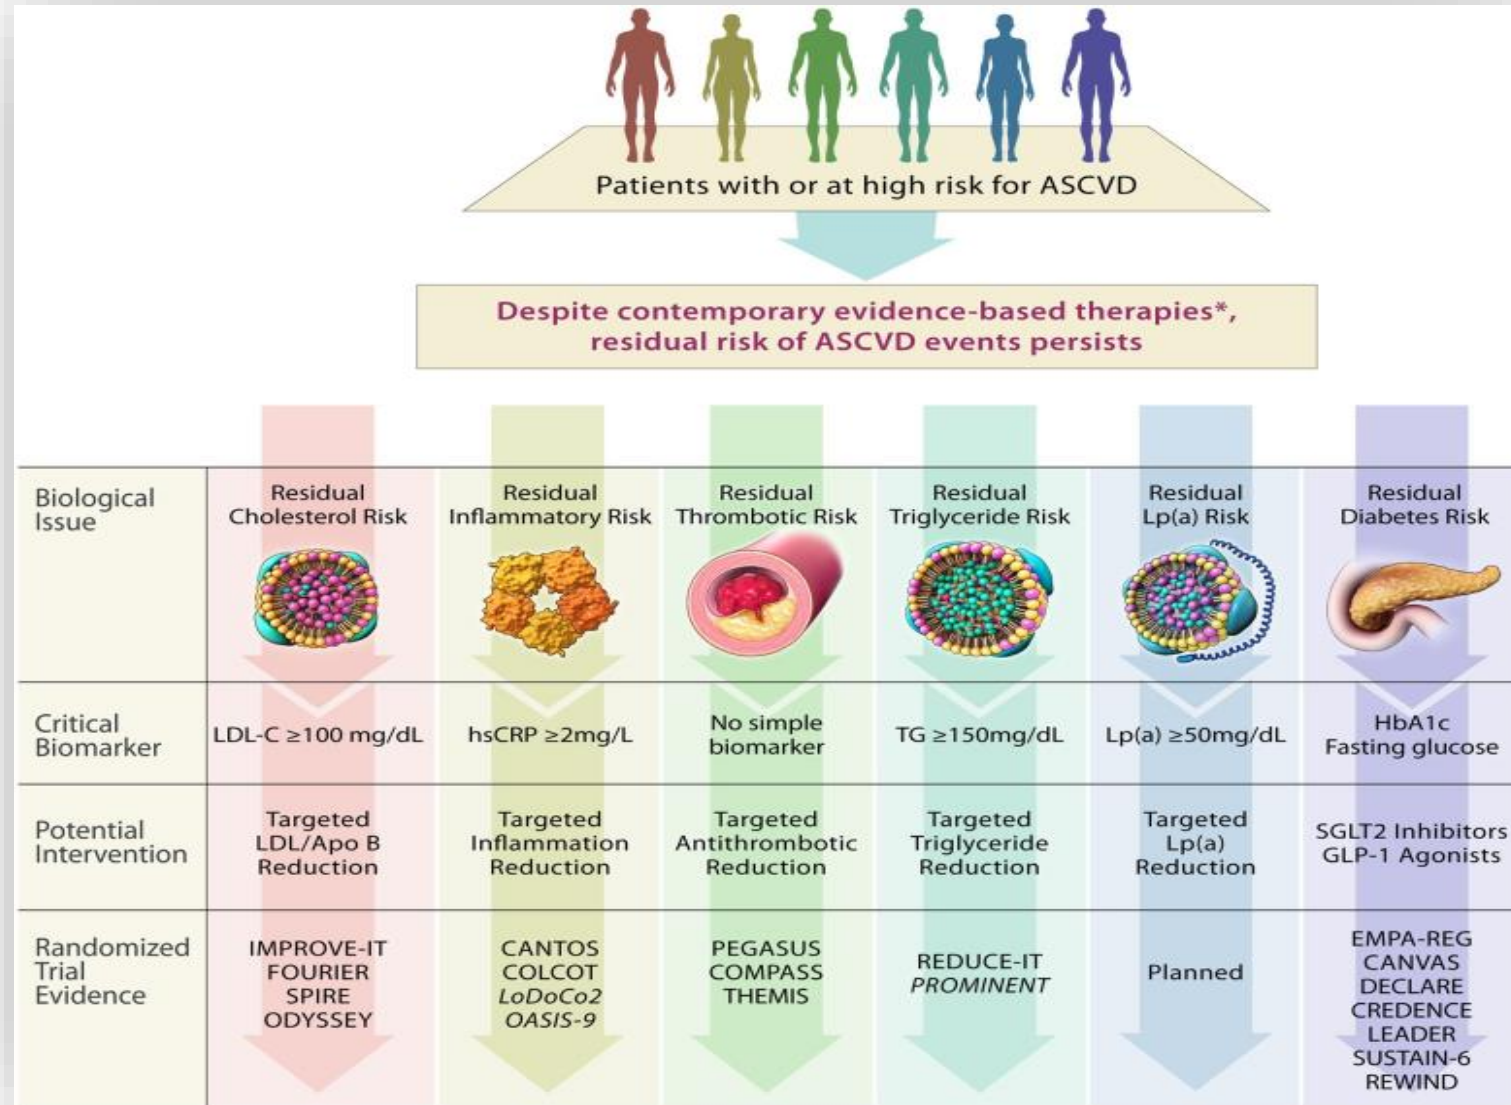 Patients with or at high risk for ASCVD
Despite contemporary evidence-based therapies*,
residual risk of ASCVD events persists
Biological
Issue
Residual
Cholesterol Risk
Residual
Inflammatory Risk
Residual
Thrombotic Risk
Residual
Triglyceride Risk
Residual
Lp(a) Risk
Residual
Diabetes Risk
Critical
Biomarker
LDL-C ≥100 mg/dL
hsCRP ≥2mg/L
No simple
biomarker
TG ≥150mg/dL
Lp(a) ≥50mg/dL
HbA1c
Fasting glucose
Potential
Intervention
Targeted
LDL/Apo B
Reduction
Targeted
Inflammation
Reduction
Targeted
Antithrombotic
Reduction
Targeted
Triglyceride
Reduction
Targeted
Lp(a)
Reduction
SGLT2 Inhibitors
GLP-1 Agonists
Randomized
Trial
Evidence
IMPROVE-IT
FOURIER
SPIRE
ODYSSEY
CANTOS
COLCOT
LoDoCo2
OASIS-9
PEGASUS
COMPASS
THEMIS
REDUCE-IT
PROMINENT
Planned
EMPA-REG
CANVAS
DECLARE
CREDENCE
LEADER
SUSTAIN-6
REWIND